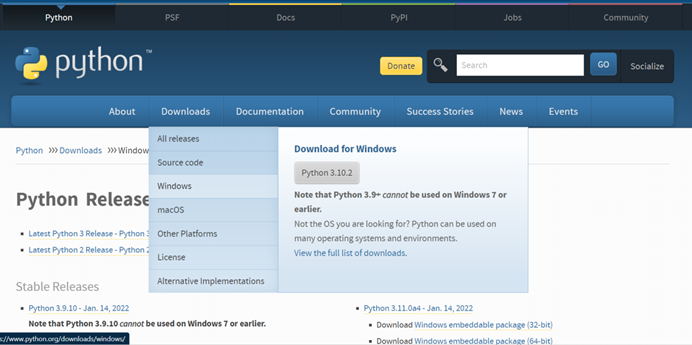 Python
PSF
Docs
PyPI
Jobs
Community
python™
Donate
Search
GO
Socialize
About
Downloads
Documentation
Community
Success Stories
News
Events
Python >>> Downloads >>> Window
All releases
Source code
Windows
macOS
Other Platforms
License
Alternative Implementations
Download for Windows
Python 3.10.2
Note that Python 3.9+ cannot be used on Windows 7 or
earlier.
Not the OS you are looking for? Python can be used on
many operating systems and environments.
View the full list of downloads.
Python Releas
Latest Python 3 Release - Python 3
Latest Python 2 Release - Python 2
Stable Releases
Python 3.9.10 - Jan. 14, 2022
Note that Python 3.9.10 cannot be used on Windows 7 or earlier.
Python 3.11.0a4 - Jan. 14, 2022
Download Windows embeddable package (32-bit)
Download Windows embeddable package (64-bit)
s://www.python.org/downloads/windows/